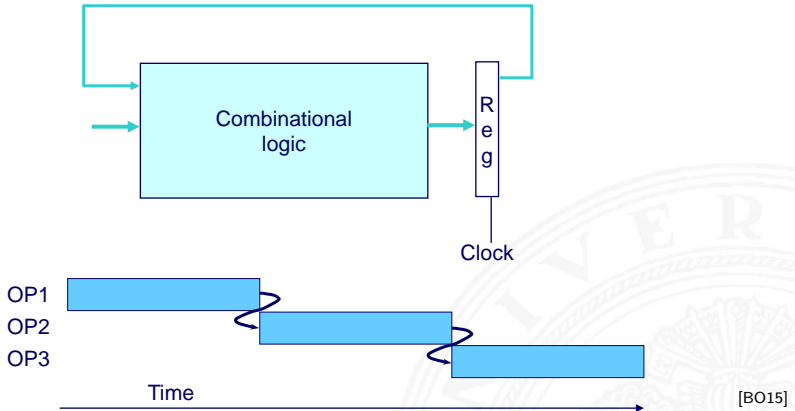 Combinational
logic
R
e
g
Clock
OP1
OP2
OP3
Time
[BO15]
I V E R